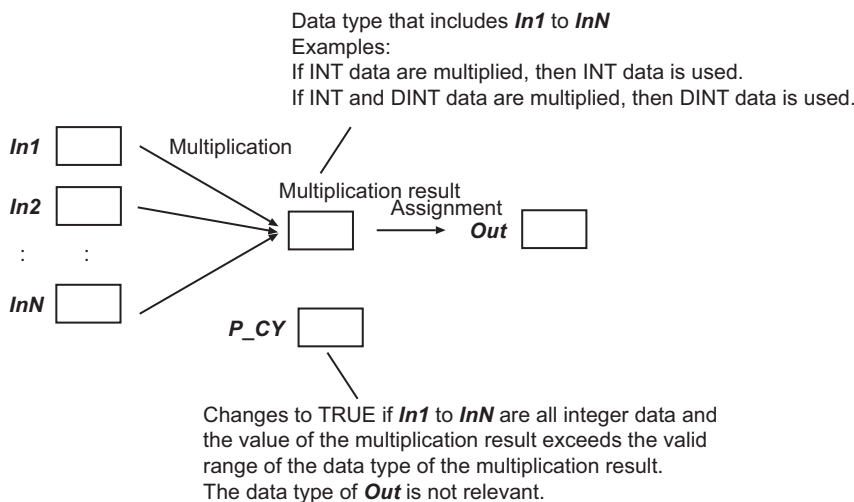 Data type that includes In1 to InN
Examples:
If INT data are multiplied, then INT data is used.
If INT and DINT data are multiplied, then DINT data is used.
In1
Multiplication
In2
Multiplication result
Assignment
Out
: :
InN
P_CY
Changes to TRUE if In1 to InN are all integer data and
the value of the multiplication result exceeds the valid
range of the data type of the multiplication result.
The data type of Out is not relevant.